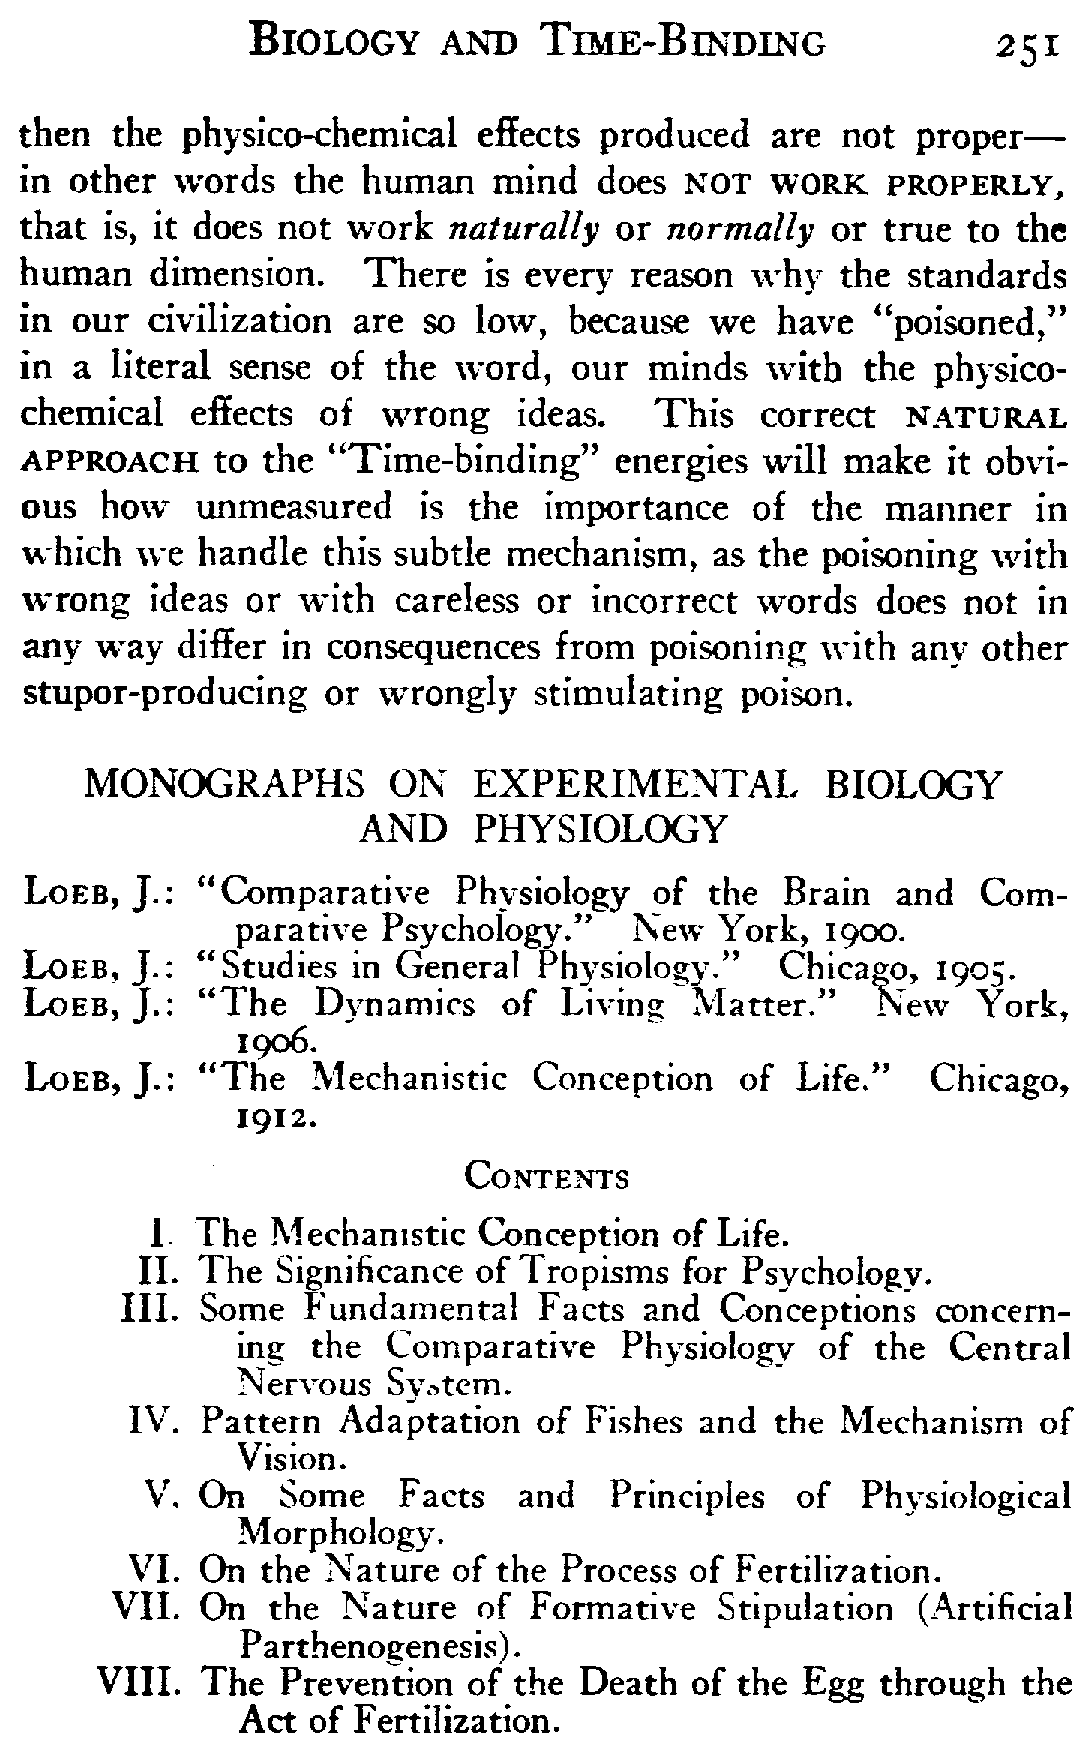 BIOLOGY AND TIME-BINDING 251
then the physico-chemical effects produced are not proper—
in other words the human mind does NOT WORK PROPERLY,
that is, it does not work naturally or normally or true to the
human dimension. There is every reason why the standards
in our civilization are so low, because we have “poisoned,”
in a literal sense of the word, our minds with the physico-
chemical effects of wrong ideas. This correct NATURAL
APPROACH to the “Time-binding” energies will make it obvi-
ous how unmeasured is the importance of the manner in
which we handle this subtle mechanism, as the poisoning with
wrong ideas or with careless or incorrect words does not in
any way differ in consequences from poisoning with any other
stupor-producing or wrongly stimulating poison.
MONOGRAPHS ON EXPERIMENTAL BIOLOGY
AND PHYSIOLOGY
LOEB, J.: “Comparative Physiology of the Brain and Com-
parative Psychology.” New York, 1900.
LOEB, J.: “Studies in General Physiology.” Chicago, 1905.
LOEB, J.: “The Dynamics of Living Matter.” New York,
1906.
LOEB, J.: “The Mechanistic Conception of Life.” Chicago,
1912.
CONTENTS
I. The Mechanistic Conception of Life.
II. The Significance of Tropisms for Psychology.
III. Some Fundamental Facts and Conceptions concern-
ing the Comparative Physiology of the Central
Nervous System.
IV. Pattern Adaptation of Fishes and the Mechanism of
Vision.
V. On Some Facts and Principles of Physiological
Morphology.
VI. On the Nature of the Process of Fertilization.
VII. On the Nature of Formative Stipulation (Artificial
Parthenogenesis).
VIII. The Prevention of the Death of the Egg through the
Act of Fertilization.